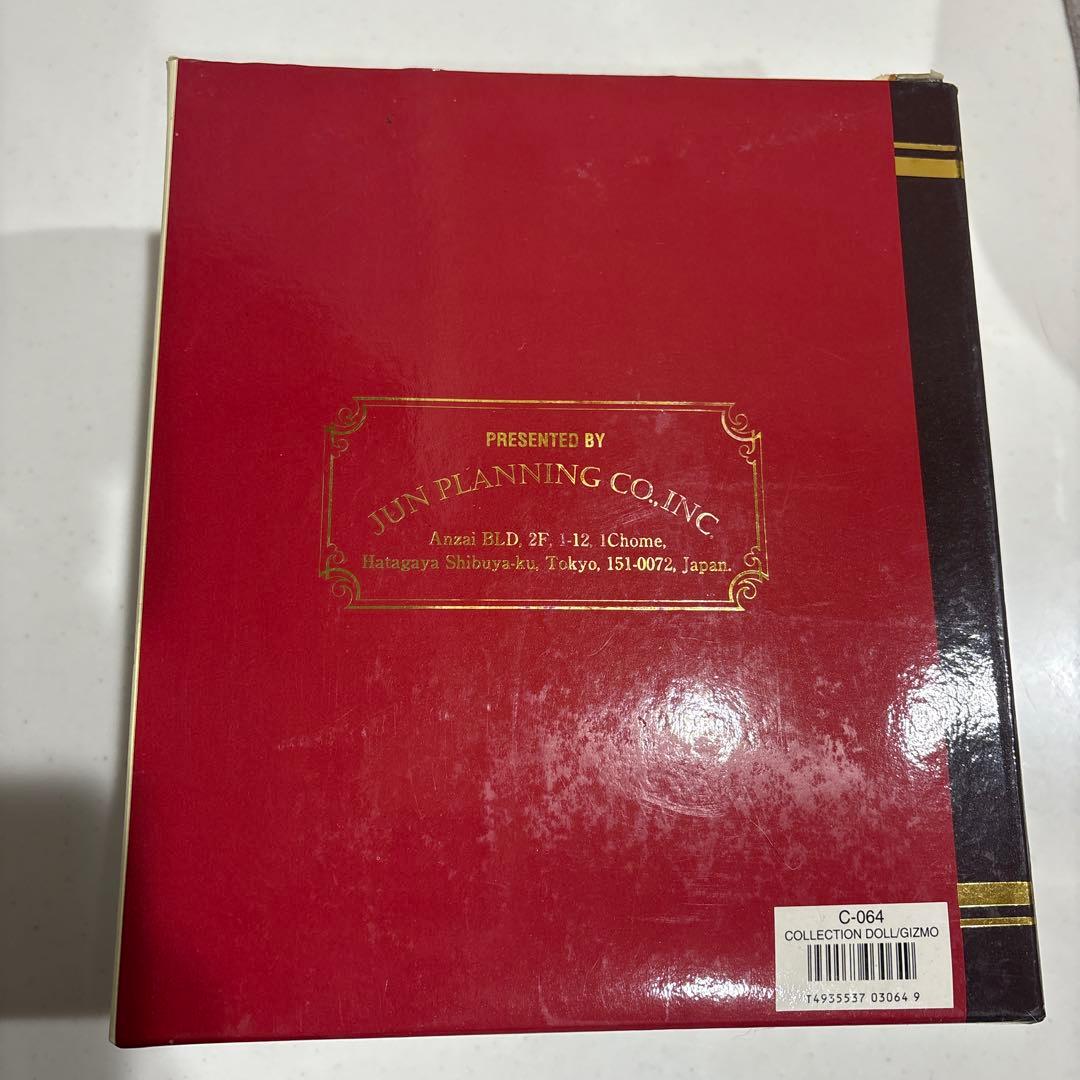 PRESENTED BY
JUN PLANNING CO., INC.
Anzai BLD, 2F, 1-12, 1Chome,
Hatagaya Shibuya-ku, Tokyo, 151-0072, Japan.
C-064
COLLECTION DOLL/GIZMO
T4935537 03064 9